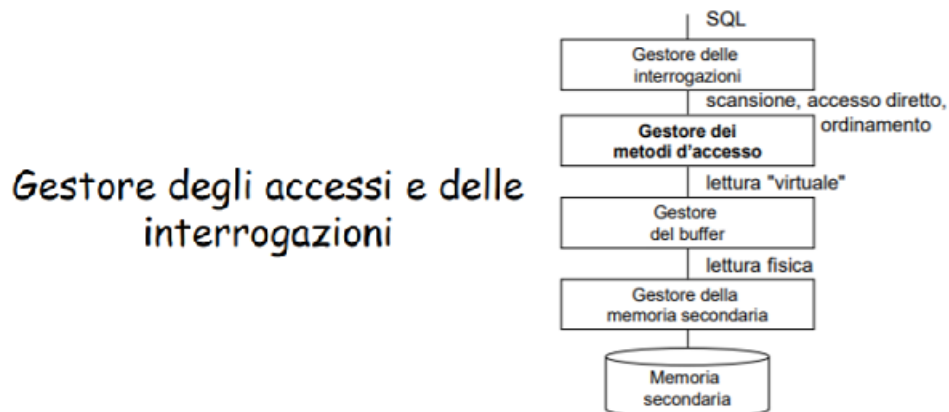 Gestore degli accessi e delle
interrogazioni
SQL
Gestore delle
interrogazioni
scansione, accesso diretto,
ordinamento
Gestore dei
metodi d'accesso
lettura "virtuale"
Gestore
del buffer
lettura fisica
Gestore della
memoria secondaria
Memoria
secondaria